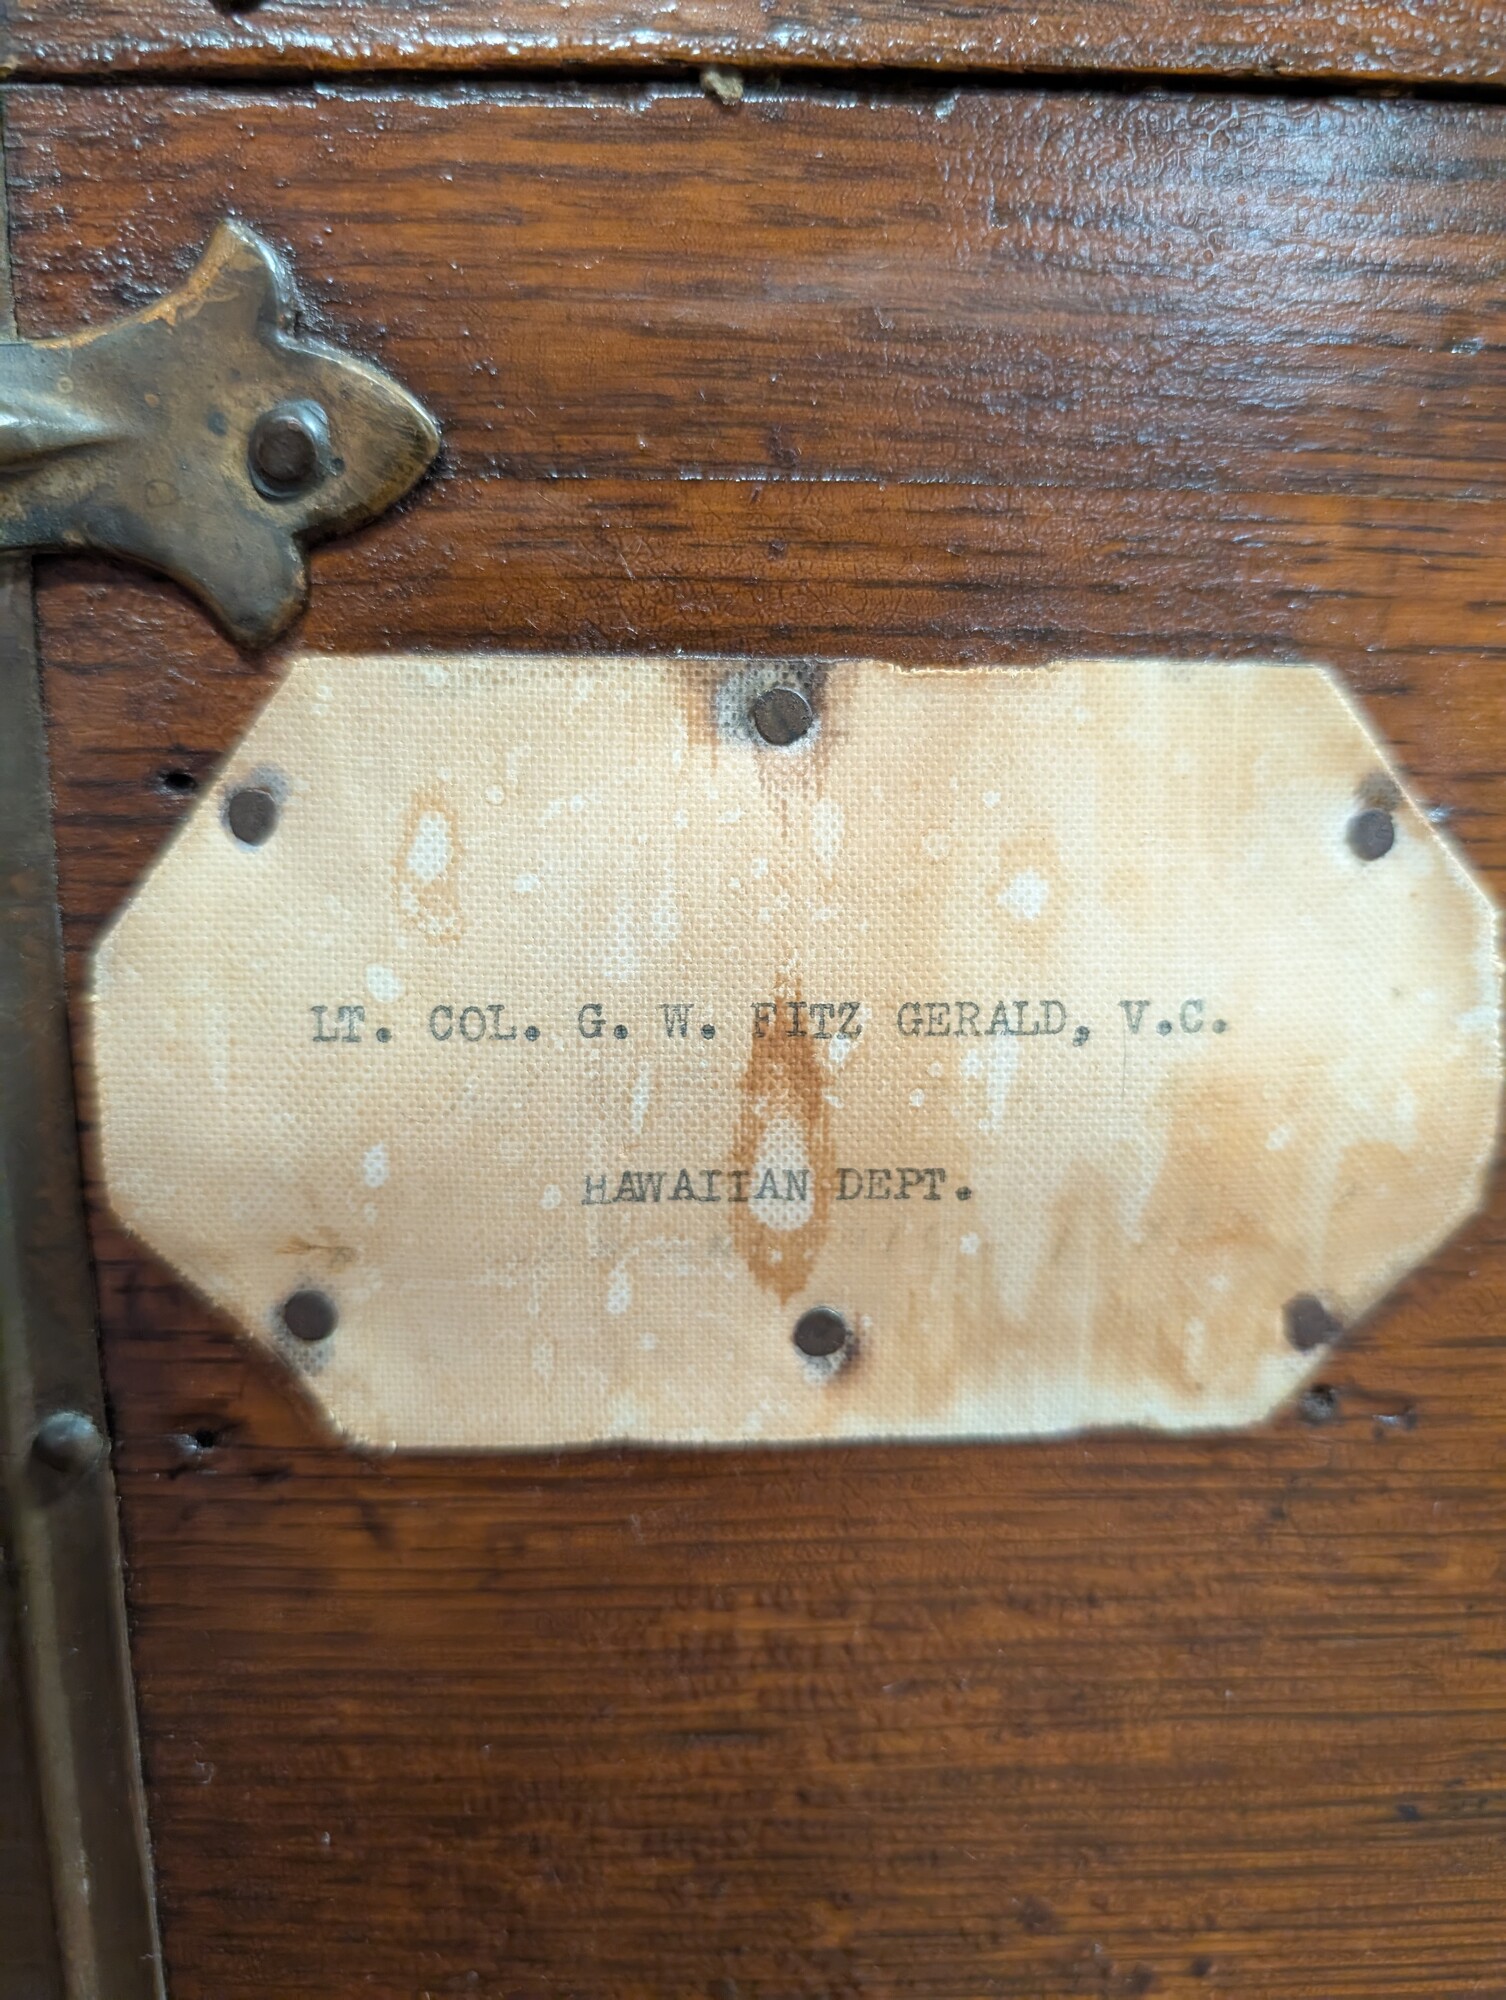 LT. COL. G. W. FITZ GERALD, V.C.
HAWAIIAN DEPT.